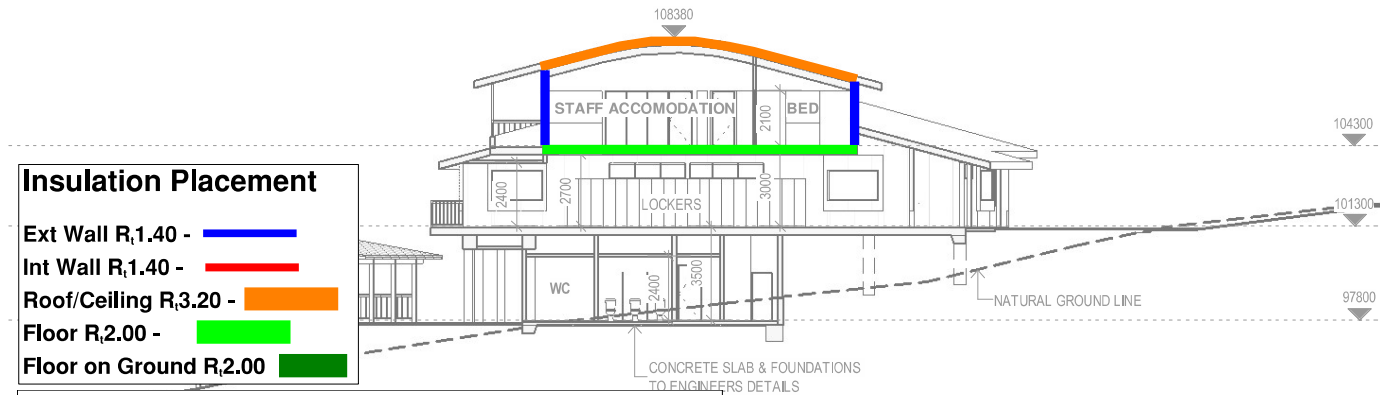 108380
STAFF ACCOMODATION
BED
2100
104300
Insulation Placement
2400
2700
3000
LOCKERS
Ext Wall Rt1.40 -
101300
Int Wall Rt1.40 -
WC
2400
3500
Roof/Ceiling Rt3.20 -
NATURAL GROUND LINE
97800
Floor Rt2.00 -
Floor on Ground Rt2.00
CONCRETE SLAB & FOUNDATIONS
TO ENGINEERS DETAILS